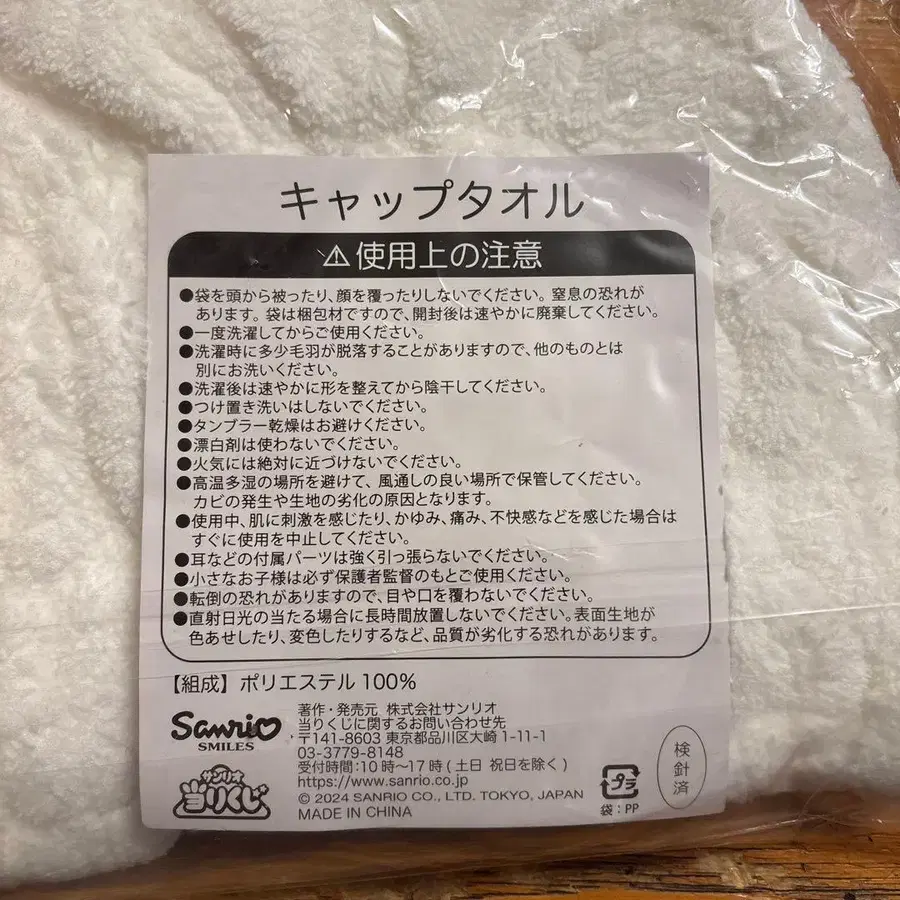 キャップタオル
⚠使用上の注意
●袋を頭から被ったり、顔を覆ったりしないでください。窒息の恐れが
あります。袋は梱包材ですので、開封後は速やかに廃棄してください。
●一度洗濯してからご使用ください。
●洗濯時に多少毛羽が脱落することがありますので、他のものとは
別にお洗いください。
●洗濯後は速やかに形を整えてから陰干してください。
●つけ置き洗いはしないでください。
●タンブラー乾燥はお避けください。
●漂白剤は使わないでください。
●火気には絶対に近づけないでください。
●高温多湿の場所を避けて、風通しの良い場所で保管してください。
カビの発生や生地の劣化の原因となります。
●使用中、肌に刺激を感じたり、かゆみ、痛み、不快感などを感じた場合は
すぐに使用を中止してください。
●耳などの付属パーツは強く引っ張らないでください。
●小さなお子様は必ず保護者監督のもとご使用ください。
●転倒の恐れがありますので、目や口を覆わないでください。
●直射日光の当たる場合に長時間放置しないでください。表面生地が
色あせしたり、変色したりするなど、品質が劣化する恐れがあります。
【組成】ポリエステル100%
Sanrio
SMILES
サンリオ
当りくじ
著作・発売元 株式会社サンリオ
当りくじに関するお問い合わせ先
〒141-8603 東京都品川区大崎1-11-1
03-3779-8148
受付時間:10時〜17時(土日 祝日を除く)
https://www.sanrio.co.jp
© 2024 SANRIO CO., LTD. TOKYO, JAPAN
MADE IN CHINA
プラ
袋:PP
検針済